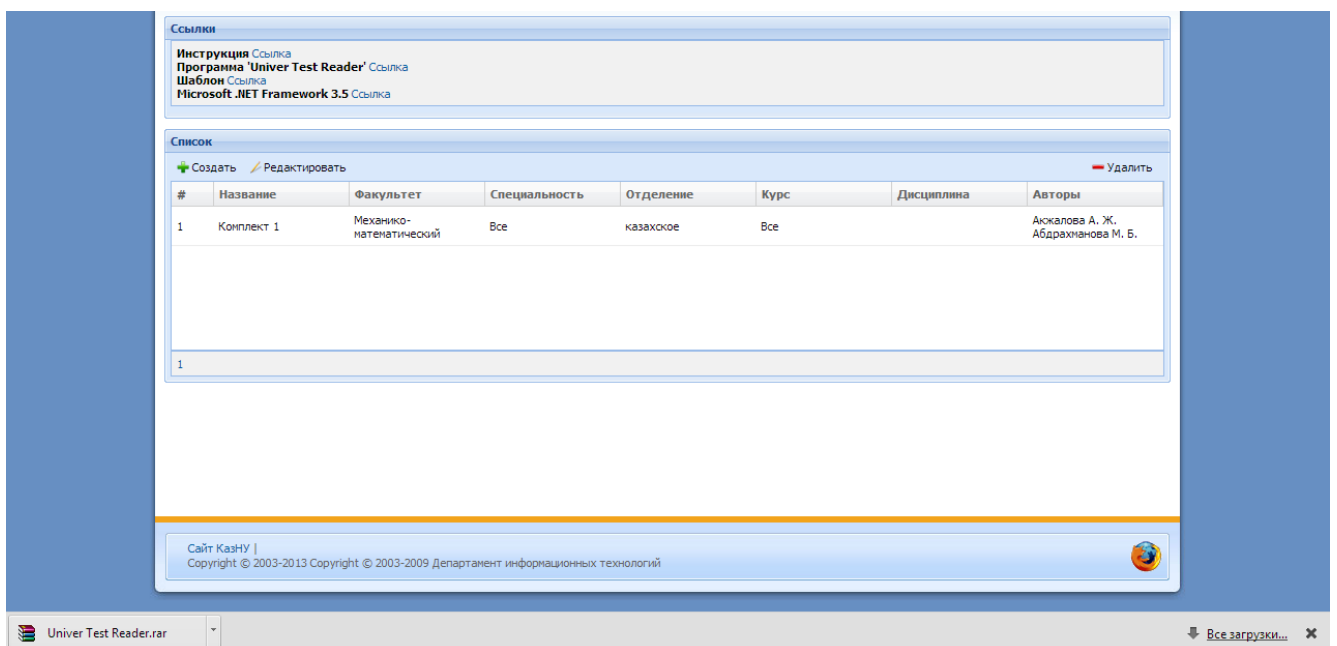 Ссылки
Инструкция Ссылка
Программа 'Univer Test Reader' Ссылка
Шаблон Ссылка
Microsoft .NET Framework 3.5 Ссылка
Список
Создать Редактировать Удалить
# Название Факультет Специальность Отделение Курс Дисциплина Авторы
1 Комплект 1 Механико-математический Все казахское Все Акжалова А. Ж. Абдрахманова М. Б.
1
Сайт КазНУ |
Copyright © 2003-2013 Copyright © 2003-2009 Департамент информационных технологий
Univer Test Reader.rar Все загрузки...